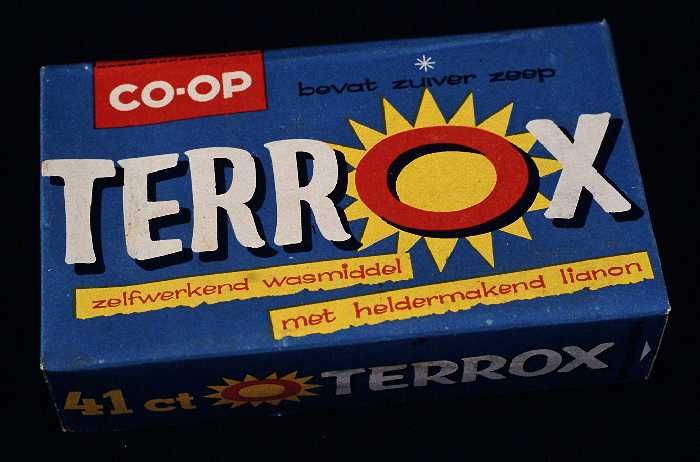 CO-OP
bevat zuiver zeep
TERROX
zelfwerkend wasmiddel
met heldermakend lianon
41 ct TERROX